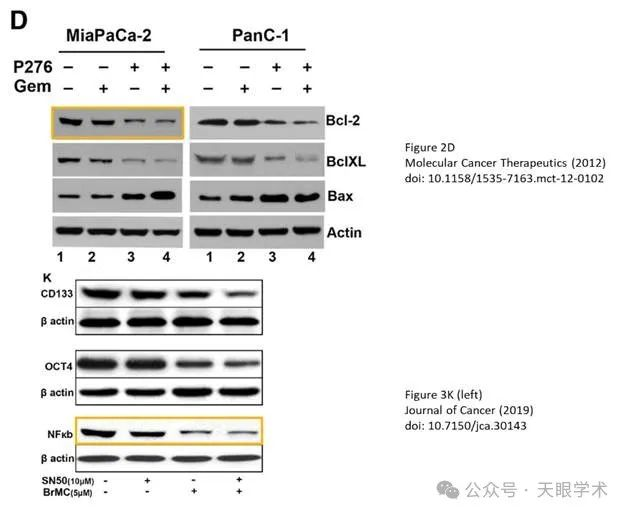 D
MiaPaCa-2 PanC-1
P276 – – + + – – + +
Gem – + – + – + – +
Bcl-2
BclXL
Bax
Actin
1 2 3 4 1 2 3 4
Figure 2D
Molecular Cancer Therapeutics (2012)
doi: 10.1158/1535-7163.mct-12-0102
K
CD133
β actin
OCT4
β actin
NFκb
β actin
SN50(10μM) - + - +
BrMC(5μM) - - + +
Figure 3K (left)
Journal of Cancer (2019)
doi: 10.7150/jca.30143
公众号 · 天眼学术